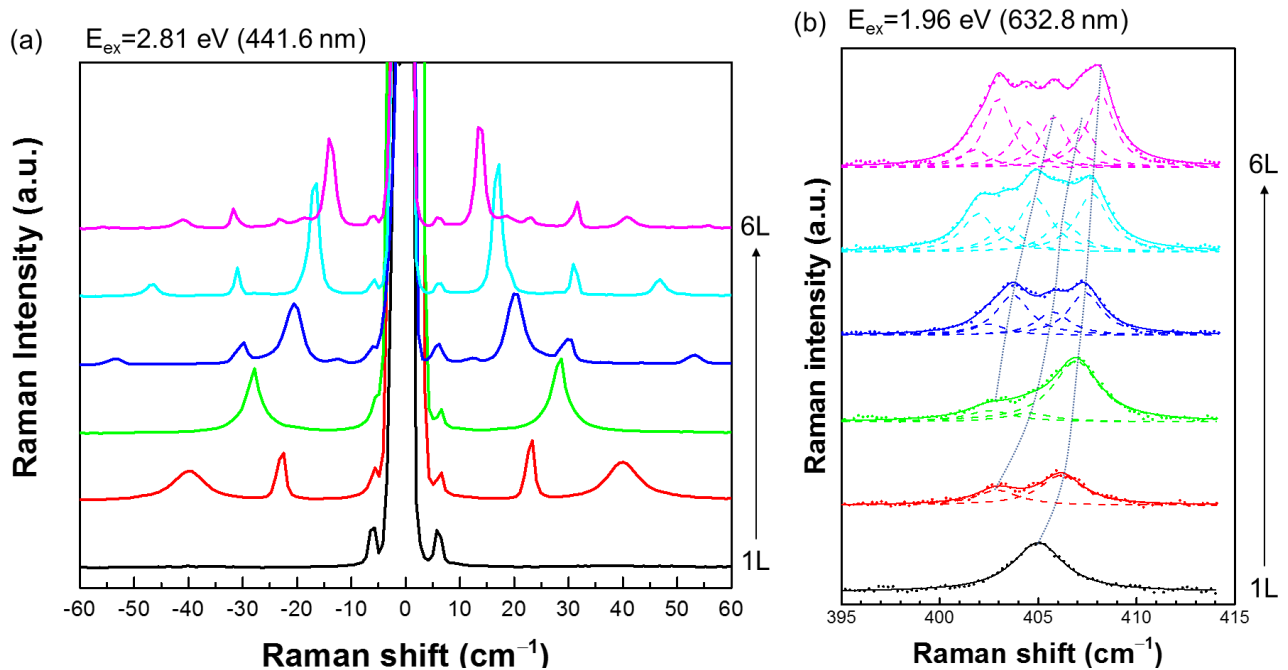 (a) E_ex=2.81 eV (441.6 nm)
Raman Intensity (a.u.)
6L
1L
-60 -50 -40 -30 -20 -10 0 10 20 30 40 50 60
Raman shift (cm⁻¹)
(b) E_ex=1.96 eV (632.8 nm)
Raman intensity (a.u.)
6L
1L
395 400 405 410 415
Raman shift (cm⁻¹)